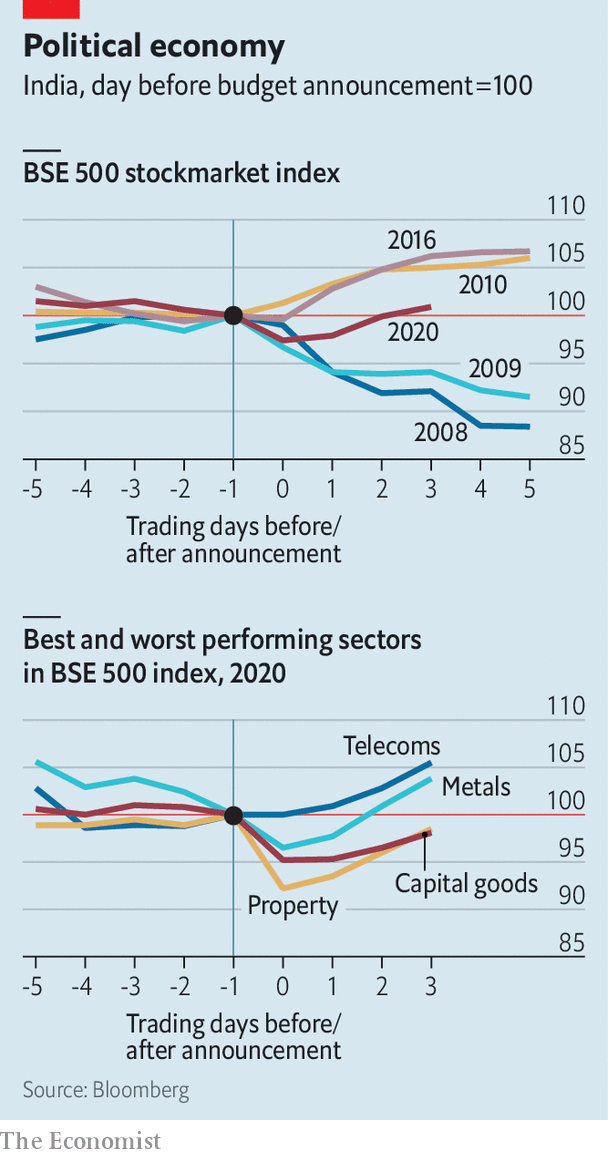 Political economy
India, day before budget announcement=100
BSE 500 stockmarket index
110
2016
105
2010
100
2020
95
2009
90
2008
85
-5 -4 -3 -2 -1 0 1 2 3 4 5
Trading days before/
after announcement
Best and worst performing sectors
in BSE 500 index, 2020
110
Telecoms
105
Metals
100
95
Capital goods
Property
90
85
-5 -4 -3 -2 -1 0 1 2 3
Trading days before/
after announcement
Source: Bloomberg
The Economist